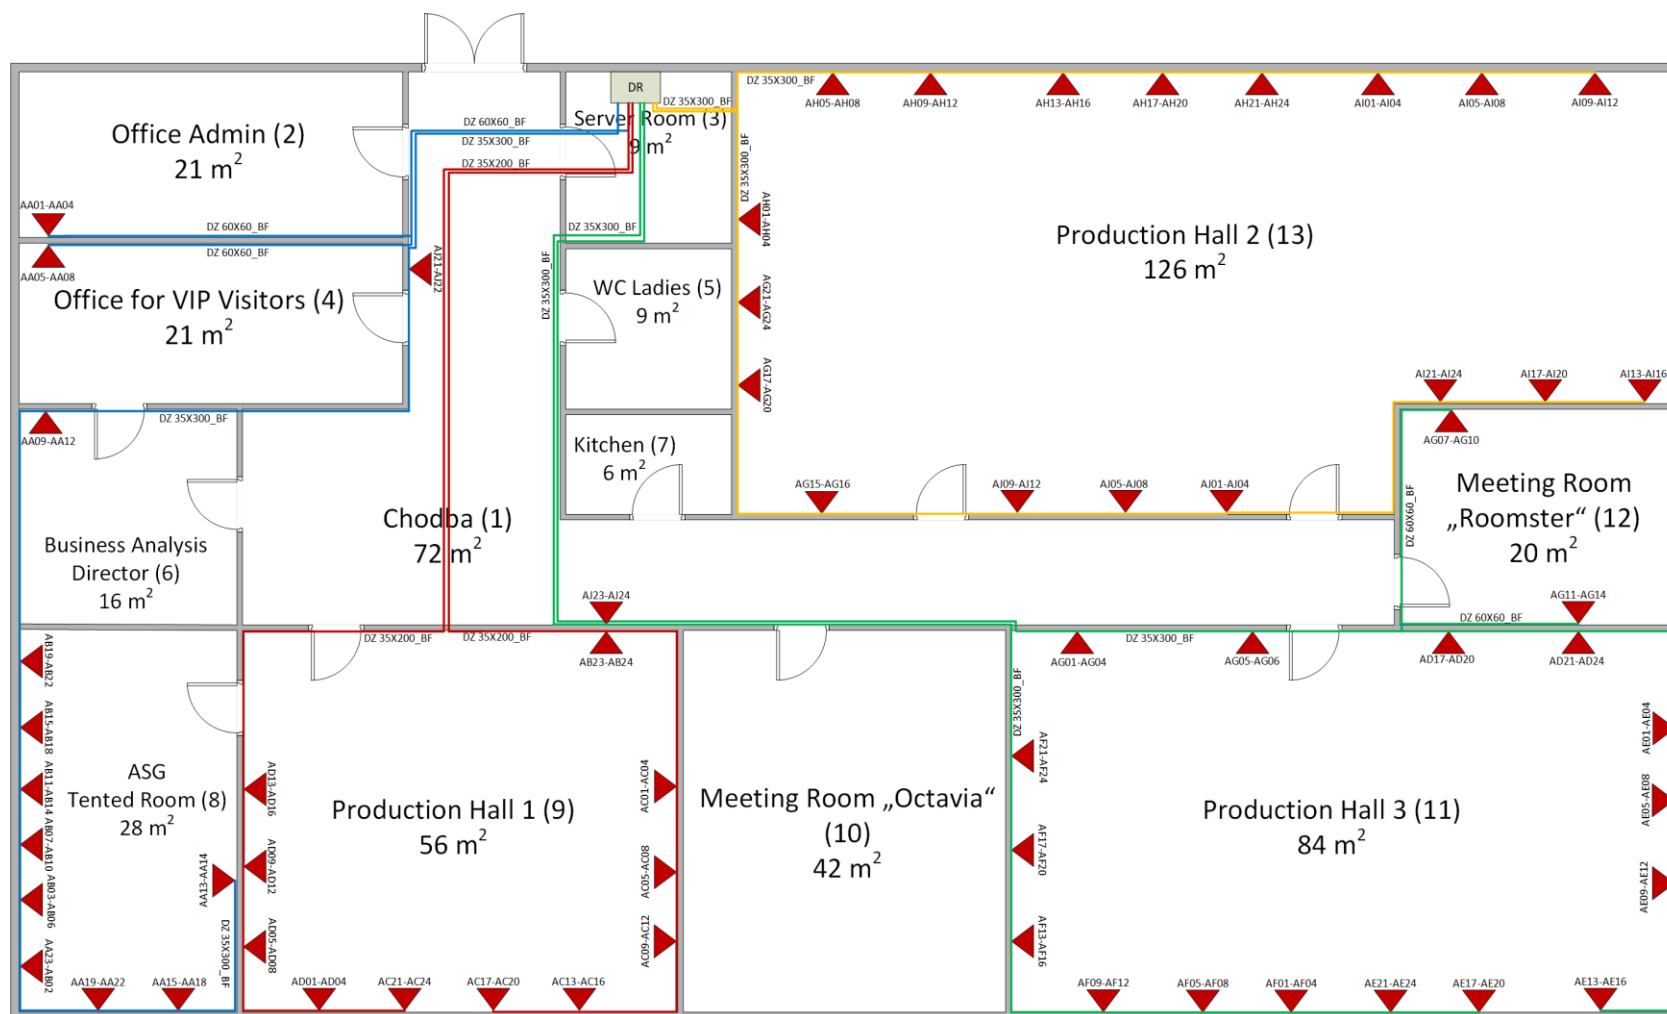 DR
DZ 35X300_BF
DZ 35X300_BF
AH05-AH08
AH09-AH12
AH13-AH16
AH17-AH20
AH21-AH24
AI01-AI04
AI05-AI08
AI09-AI12
Office Admin (2)
21 m²
DZ 60X60_BF
DZ 35X300_BF
DZ 35X200_BF
Server Room (3)
9 m²
DZ 35X300_BF
AA01-AA04
DZ 60X60_BF
DZ 60X60_BF
AA05-AA08
Office for VIP Visitors (4)
21 m²
AJ21-AJ22
DZ 35X300_BF
DZ 35X300_BF
WC Ladies (5)
9 m²
AH01-AH04
AG21-AG24
AG17-AG20
Production Hall 2 (13)
126 m²
AI21-AI24
AI17-AI20
AI13-AI16
AA09-AA12
DZ 35X300_BF
Kitchen (7)
6 m²
AG15-AG16
AJ09-AJ12
AJ05-AJ08
AJ01-AJ04
AG07-AG10
DZ 60X60_BF
Meeting Room
„Roomster“ (12)
20 m²
AG11-AG14
DZ 60X60_BF
Chodba (1)
72 m²
Business Analysis
Director (6)
16 m²
AJ23-AJ24
DZ 35X200_BF
DZ 35X200_BF
AB23-AB24
DZ 35X300_BF
AG01-AG04
AG05-AG06
AD17-AD20
AD21-AD24
AB19-AB22
AB15-AB18
AB11-AB14
AB07-AB10
AB03-AB06
AA23-AB02
ASG
Tented Room (8)
28 m²
AA13-AA14
DZ 35X300_BF
AA19-AA22
AA15-AA18
AD13-AD16
AD09-AD12
AD05-AD08
Production Hall 1 (9)
56 m²
AC01-AC04
AC05-AC08
AC09-AC12
AD01-AD04
AC21-AC24
AC17-AC20
AC13-AC16
Meeting Room „Octavia“
(10)
42 m²
DZ 35X300_BF
AF21-AF24
AF17-AF20
AF13-AF16
Production Hall 3 (11)
84 m²
AE01-AE04
AE05-AE08
AE09-AE12
AF09-AF12
AF05-AF08
AF01-AF04
AE21-AE24
AE17-AE20
AE13-AE16